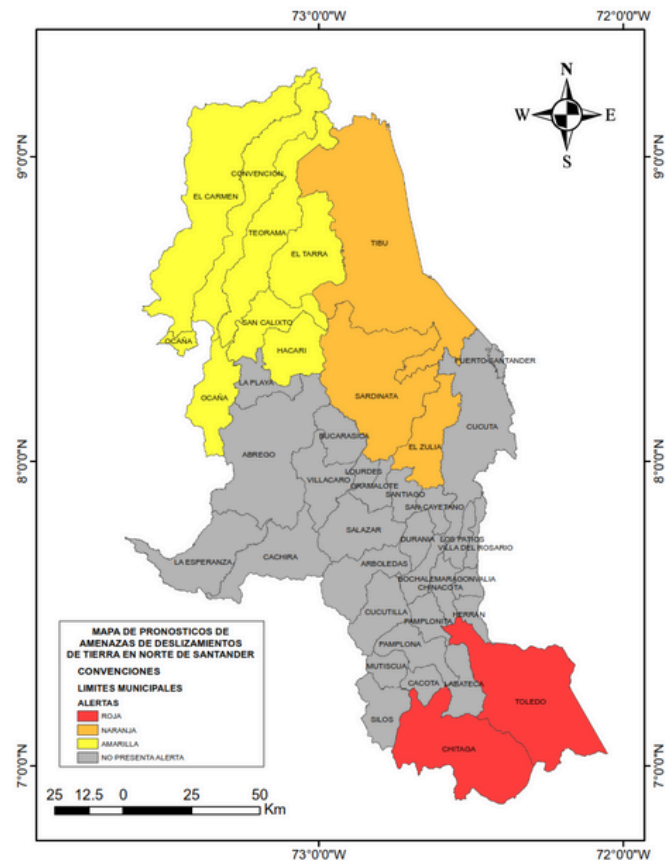 73°0'0"W
72°0'0"W
N
W
E
S
9°0'0"N
9°0'0"N
CONVENCIÓN
EL CARMEN
TEORAMA
TIBU
EL TARRA
SAN CALIXTO
OCAÑA
HACARI
PUERTO SANTANDER
LA PLAYA
OCAÑA
SARDINATA
CUCUTA
BUCARASICA
EL ZULIA
ABREGO
8°0'0"N
8°0'0"N
LOURDES
VILLACARO
GRAMALOTE
SANTIAGO
SAN CAYETANO
SALAZAR
DURANIA
LOS PATIOS
VILLA DEL ROSARIO
CACHIRA
LA ESPERANZA
ARBOLEDAS
BOCHALEMA
RAGONVALIA
CHINACOTA
CUCUTILLA
HERRÁN
PAMPLONITA
PAMPLONA
MUTISCUA
CACOTA
LABATECA
TOLEDO
SILOS
CHITAGA
7°0'0"N
7°0'0"N
MAPA DE PRONOSTICOS DE
AMENAZAS DE DESLIZAMIENTOS
DE TIERRA EN NORTE DE SANTANDER
CONVENCIONES
LIMITES MUNICIPALES
ALERTAS
ROJA
NARANJA
AMARILLA
NO PRESENTA ALERTA
25 12.5 0 25 50
Km
73°0'0"W
72°0'0"W